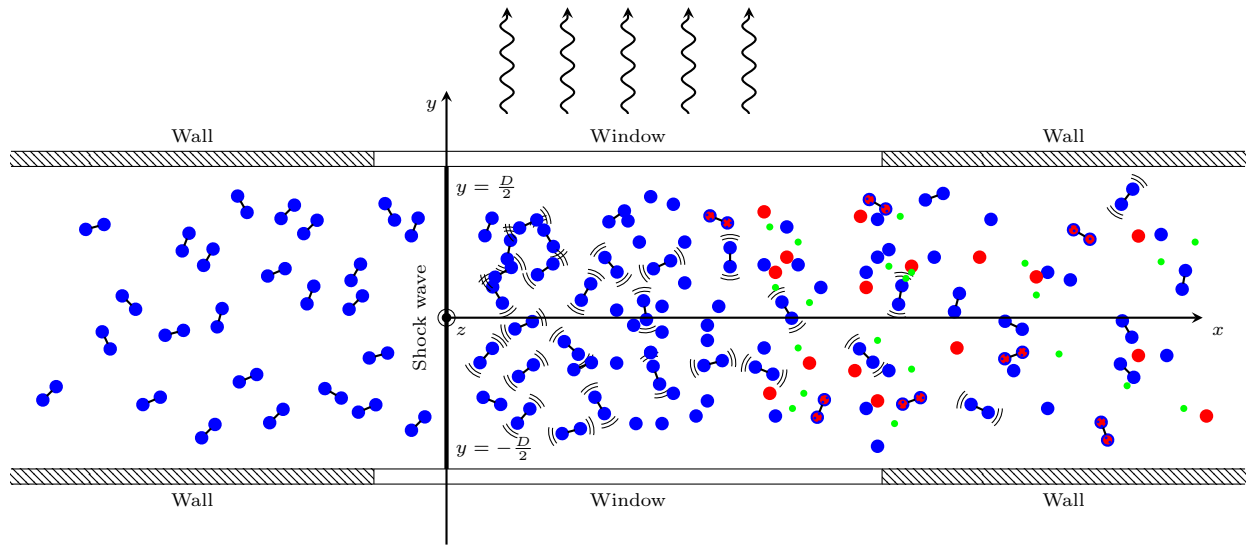 y
Wall
Window
Wall
y = D/2
Shock wave
z
x
y = −D/2
Wall
Window
Wall